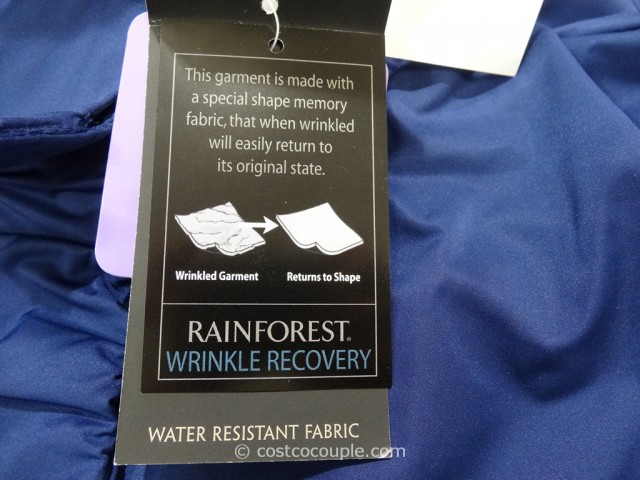 This garment is made with
a special shape memory
fabric, that when wrinkled
will easily return to
its original state.
Wrinkled Garment
Returns to Shape
RAINFOREST®
WRINKLE RECOVERY
WATER RESISTANT FABRIC
© costcocouple.com